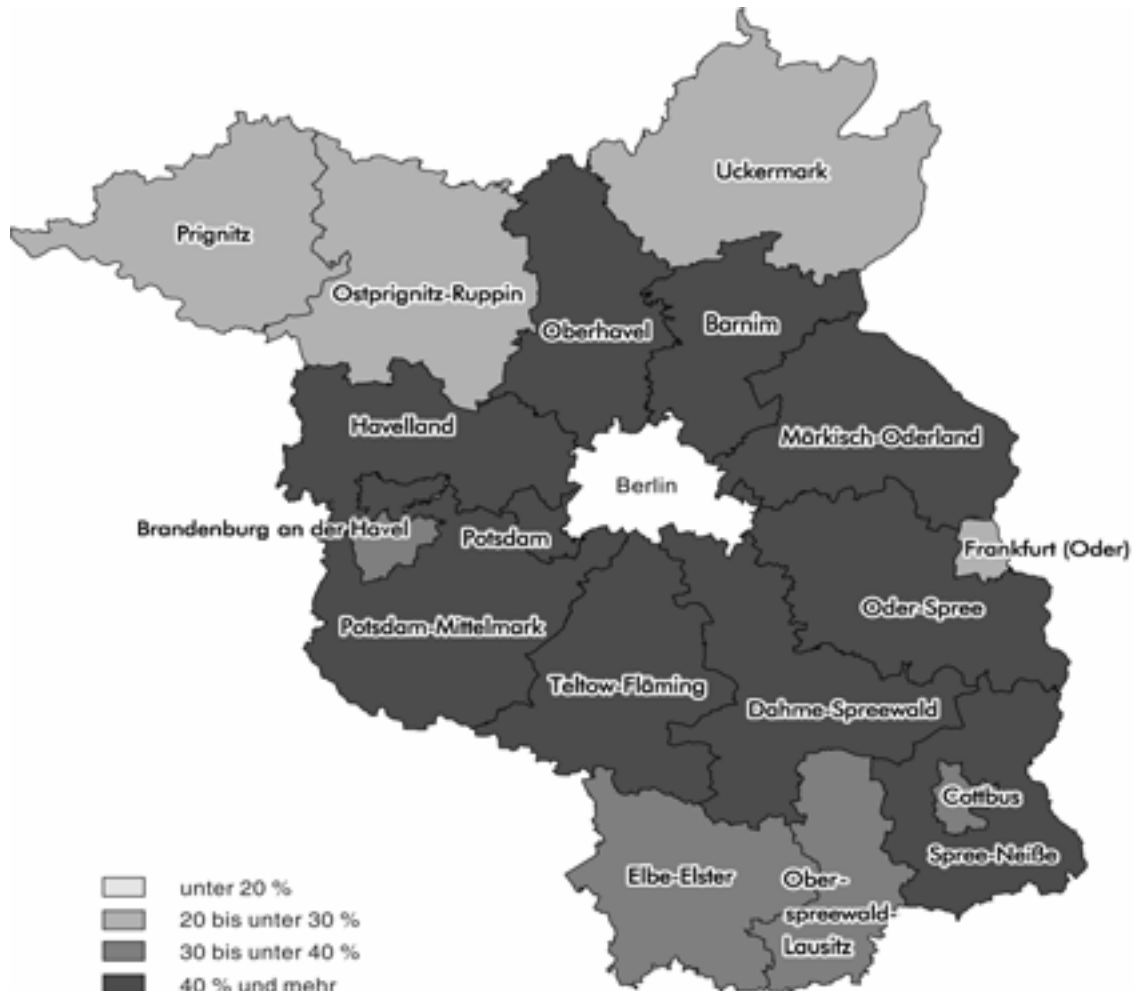 Uckermark
Prignitz
Ostprignitz-Ruppin
Oberhavel
Barnim
Havelland
Märkisch-Oderland
Berlin
Brandenburg an der Havel
Potsdam
Frankfurt (Oder)
Oder-Spree
Potsdam-Mittelmark
Teltow-Fläming
Dahme-Spreewald
Cottbus
Spree-Neiße
Elbe-Elster
Ober-
spreewald-
Lausitz
unter 20 %
20 bis unter 30 %
30 bis unter 40 %
40 % und mehr